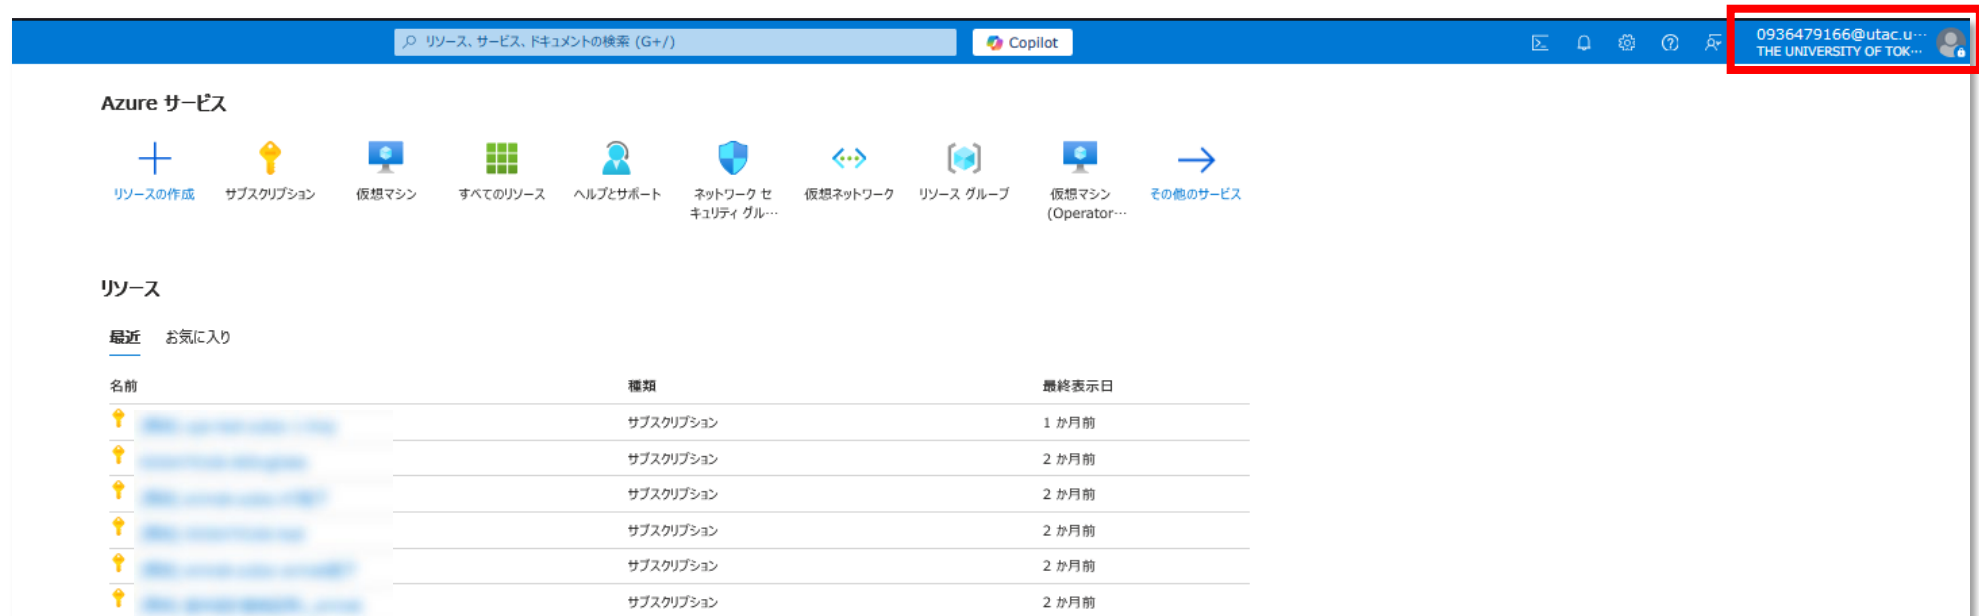 リソース、サービス、ドキュメントの検索 (G+/)
Copilot
0936479166@utac.u…
THE UNIVERSITY OF TOK…
Azure サービス
リソースの作成
サブスクリプション
仮想マシン
すべてのリソース
ヘルプとサポート
ネットワーク セ
キュリティ グル…
仮想ネットワーク
リソース グループ
仮想マシン
(Operator…
その他のサービス
リソース
最近 お気に入り
名前 種類 最終表示日
サブスクリプション 1 か月前
サブスクリプション 2 か月前
サブスクリプション 2 か月前
サブスクリプション 2 か月前
サブスクリプション 2 か月前
サブスクリプション 2 か月前